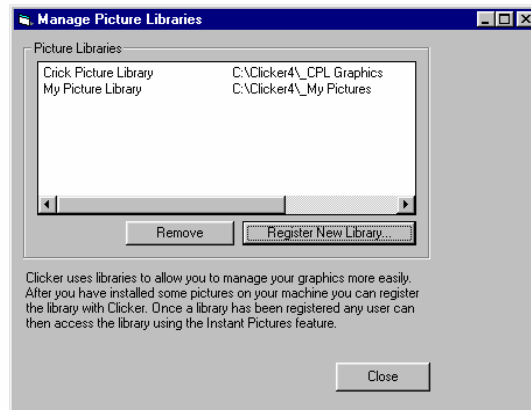 Manage Picture Libraries
Picture Libraries
Crick Picture Library C:\Clicker4\_CPL Graphics
My Picture Library C:\Clicker4\_My Pictures
Remove Register New Library...
Clicker uses libraries to allow you to manage your graphics more easily.
After you have installed some pictures on your machine you can register
the library with Clicker. Once a library has been registered any user can
then access the library using the Instant Pictures feature.
Close